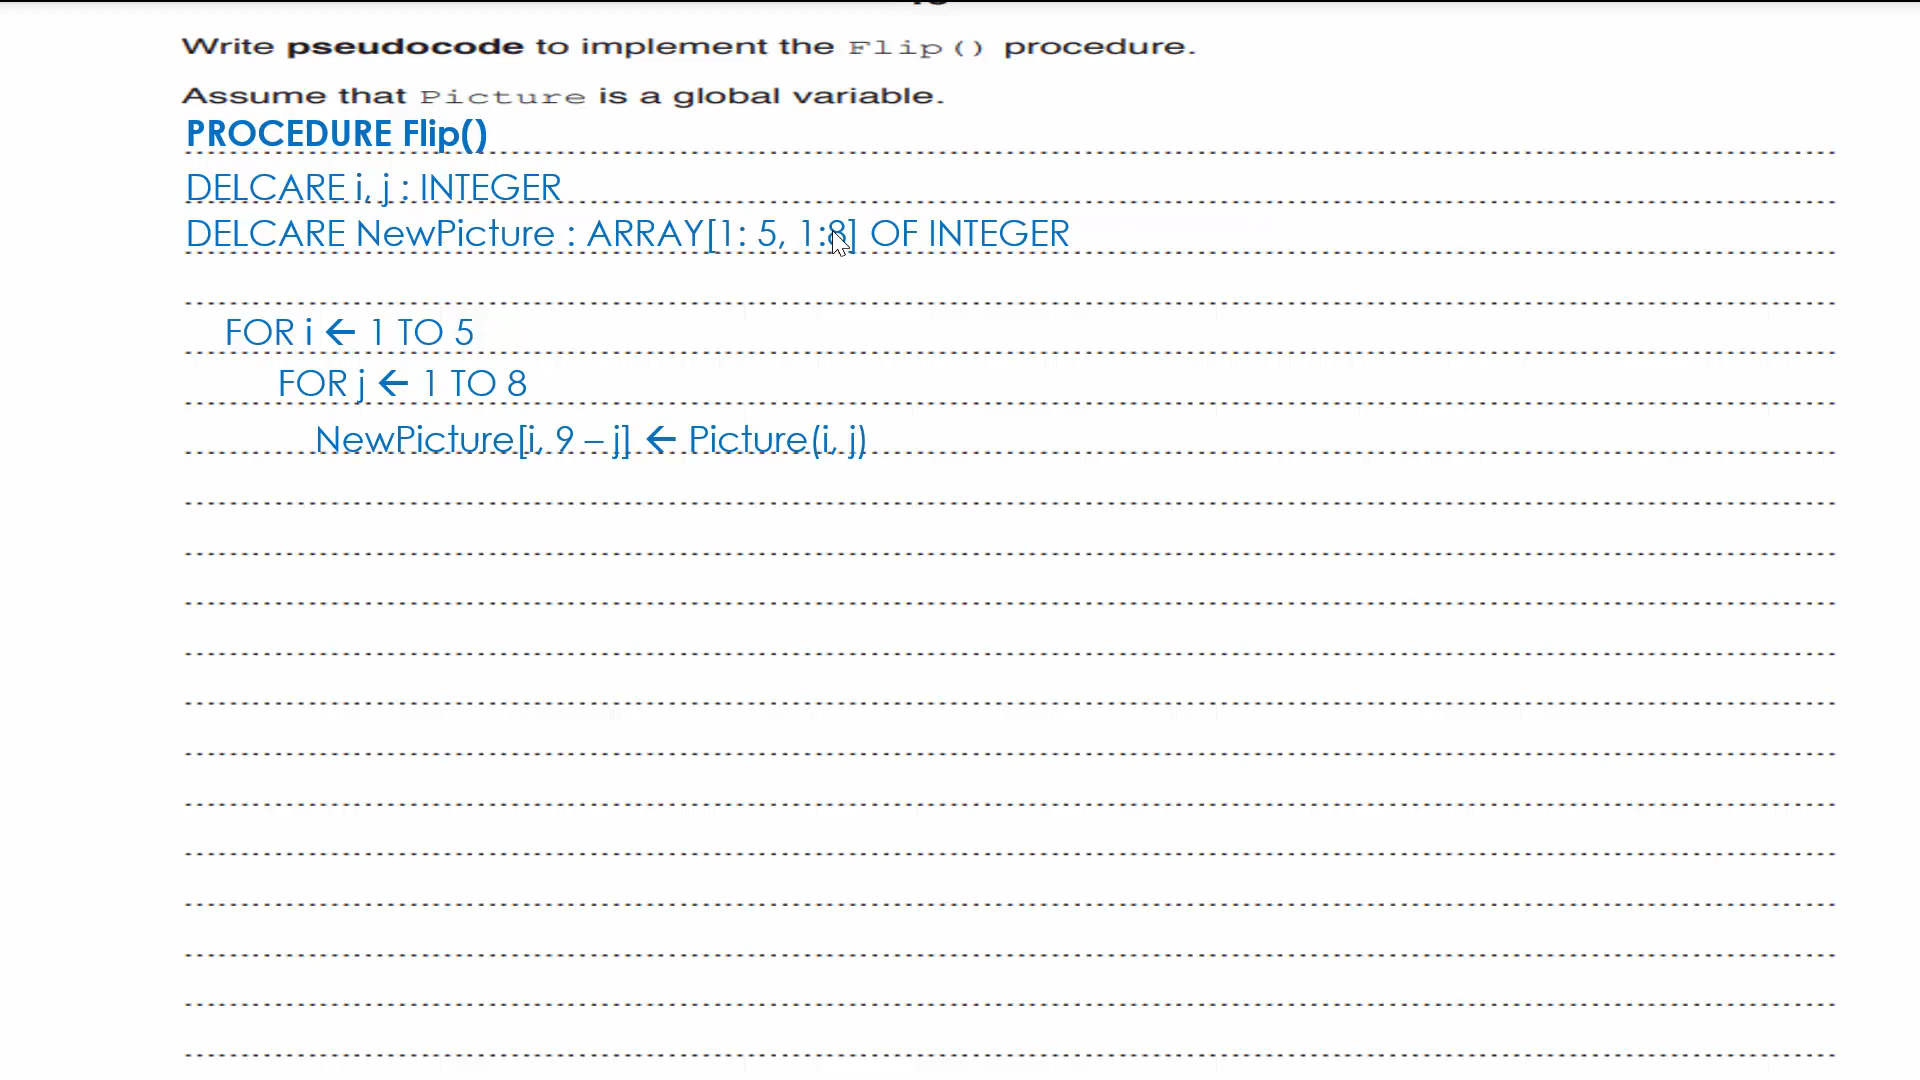 Write pseudocode to implement the Flip() procedure.
Assume that Picture is a global variable.
PROCEDURE Flip()
DELCARE i, j : INTEGER
DELCARE NewPicture : ARRAY[1: 5, 1:8] OF INTEGER
FOR i ← 1 TO 5
FOR j ← 1 TO 8
NewPicture[i, 9 – j] ← Picture(i, j)